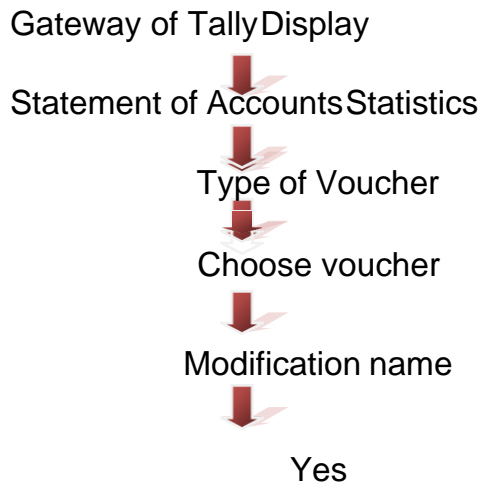 Gateway of TallyDisplay
Statement of AccountsStatistics
Type of Voucher
Choose voucher
Modification name
Yes